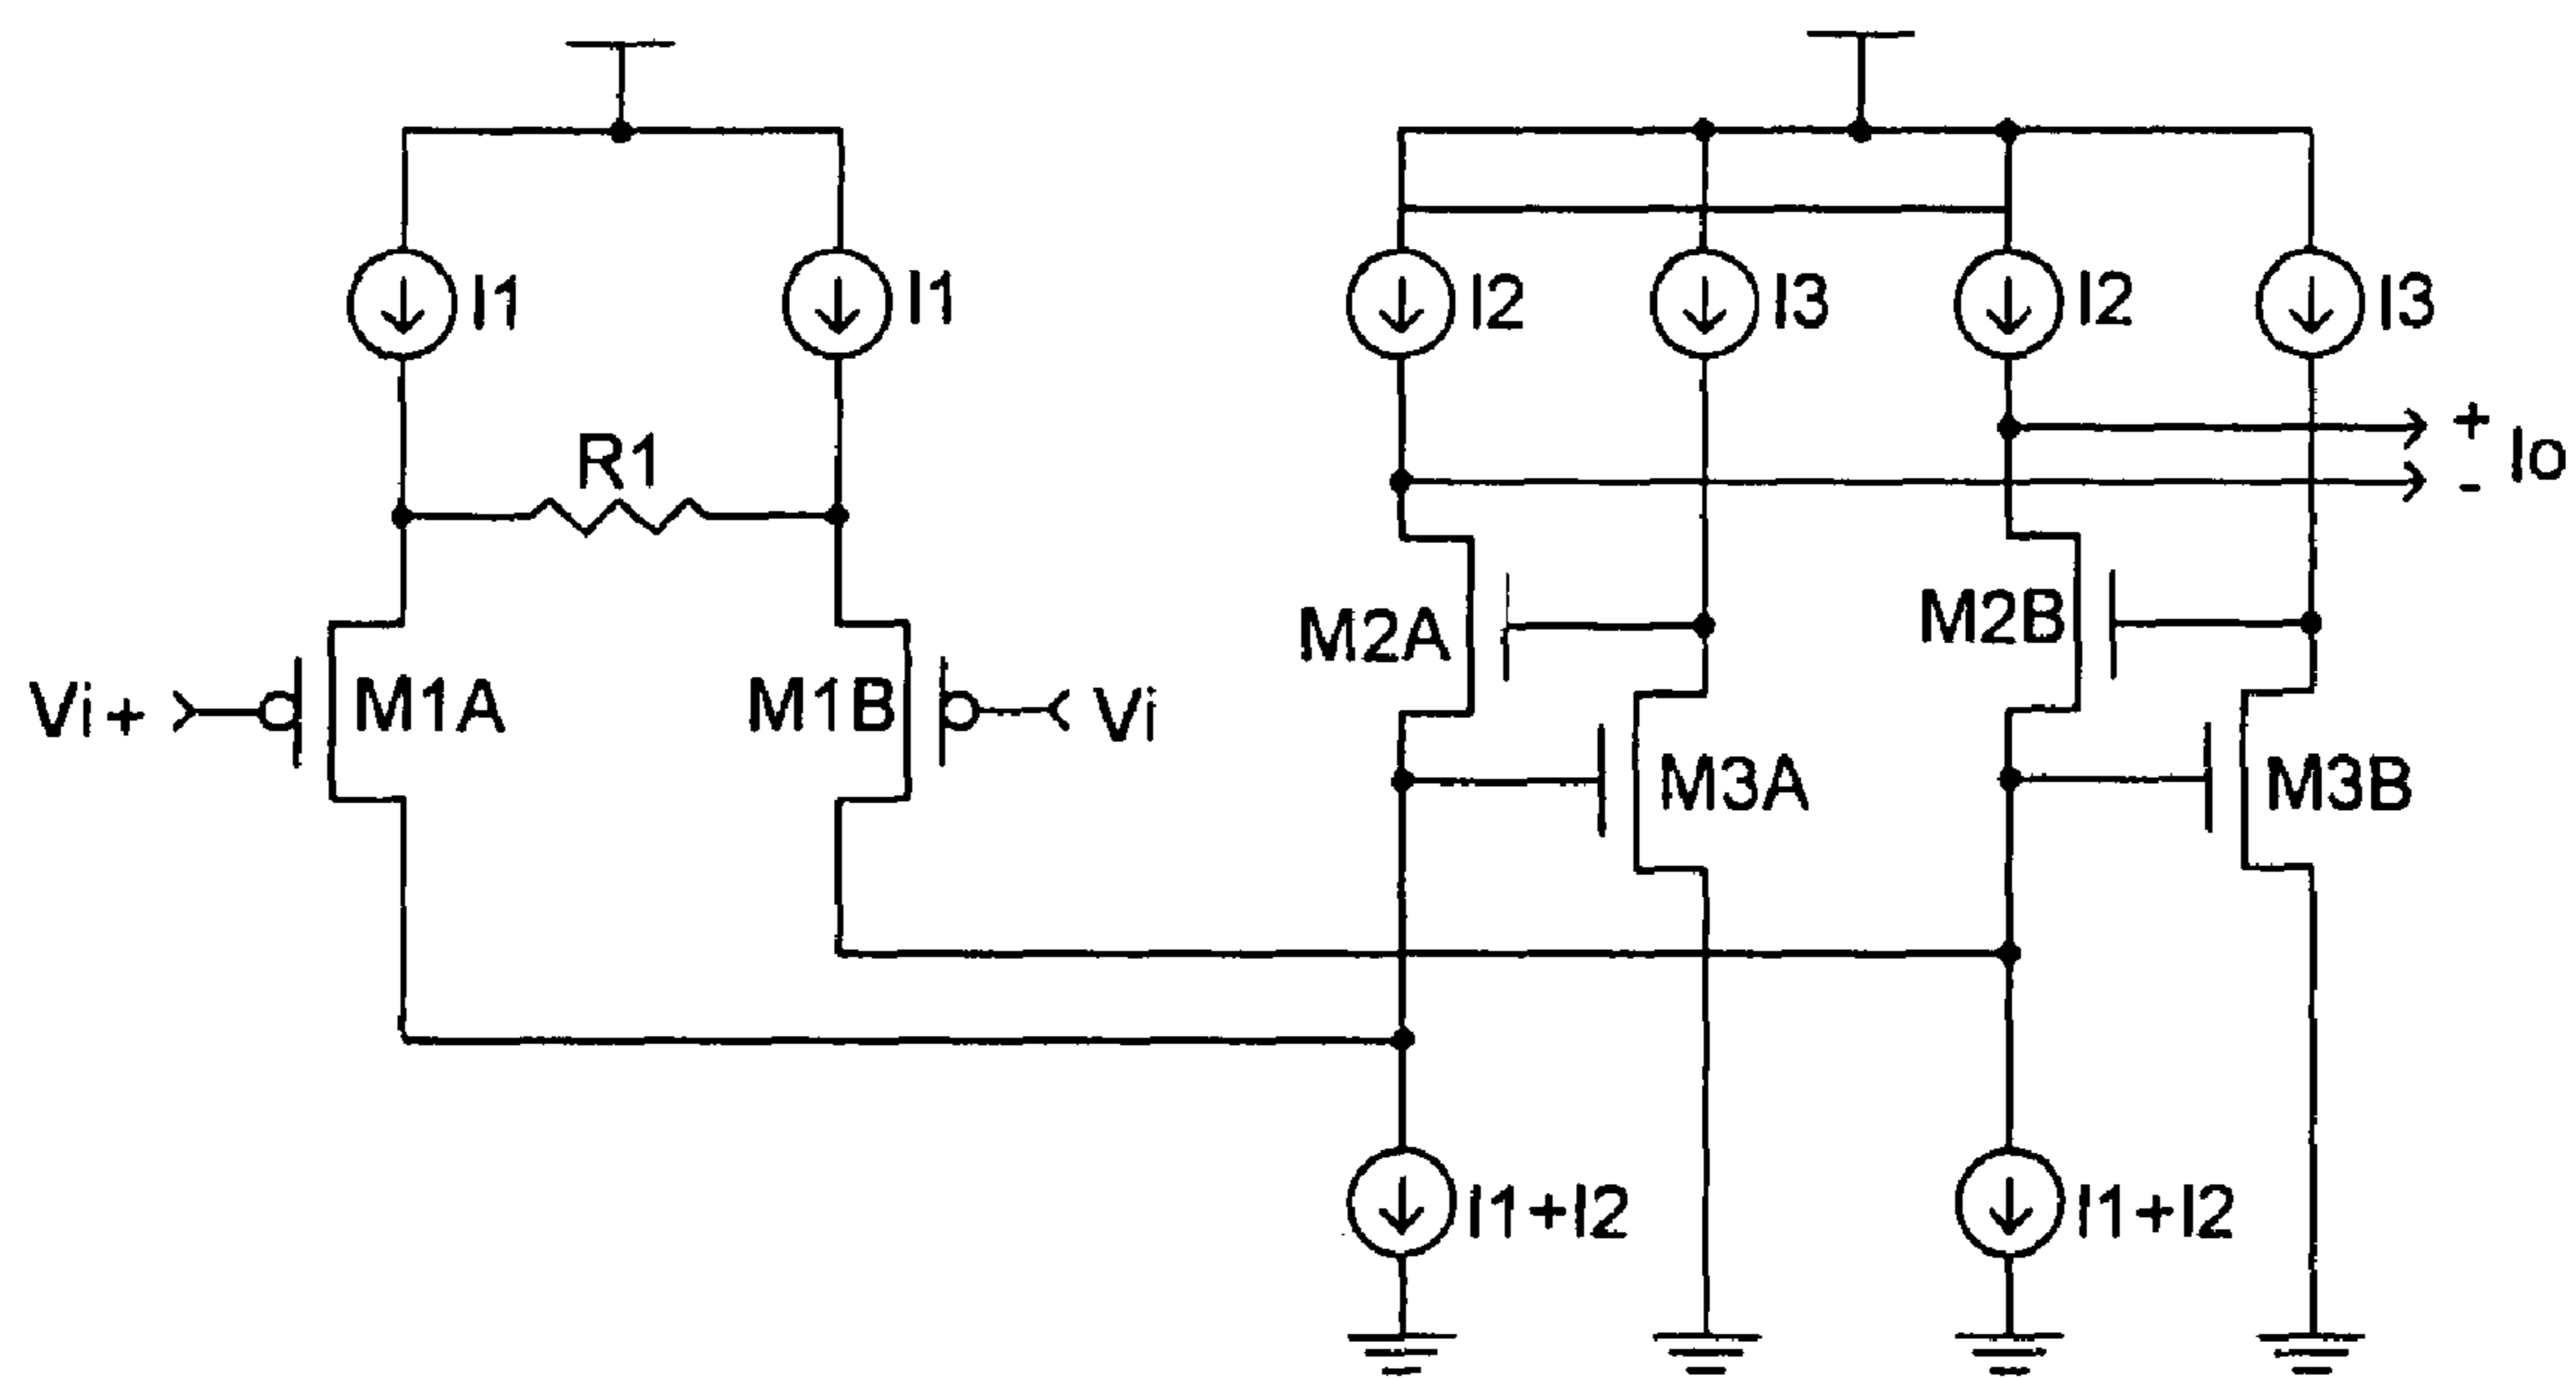 I1
I1
I2
I3
I2
I3
R1
+
Io
-
M2A
M2B
Vi+
M1A
M1B
Vi
M3A
M3B
I1+I2
I1+I2